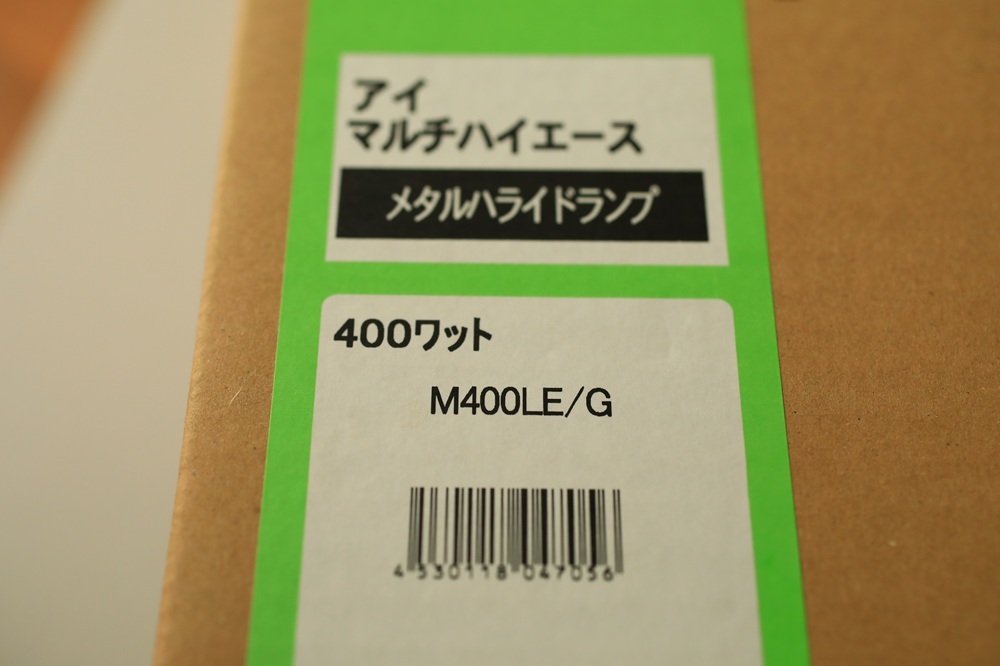 アイ
マルチハイエース
メタルハライドランプ
400ワット
M400LE/G
4 530118 047056